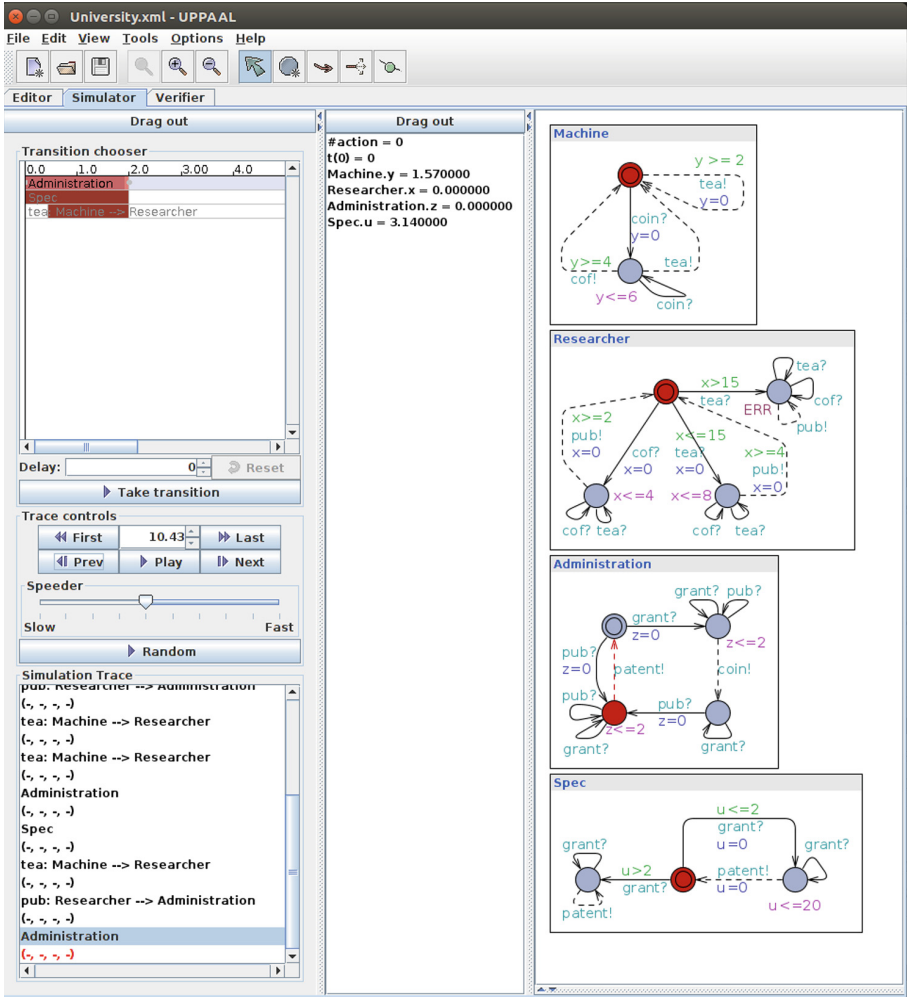 University.xml - UPPAAL
File Edit View Tools Options Help
Editor Simulator Verifier
Drag out
Transition chooser
0.0 ,1.0 ,2.0 ,3.00 ,4.0
Administration
Spec
tea: Machine --> Researcher
Delay: 0 Reset
Take transition
Trace controls
First 10.43 Last
Prev Play Next
Speeder
Slow Fast
Random
Simulation Trace
pub: Researcher --> Administration
(-, -, -, -)
tea: Machine --> Researcher
(-, -, -, -)
tea: Machine --> Researcher
(-, -, -, -)
Administration
(-, -, -, -)
Spec
(-, -, -, -)
tea: Machine --> Researcher
(-, -, -, -)
pub: Researcher --> Administration
(-, -, -, -)
Administration
(-, -, -, -)
Drag out
#action = 0
t(0) = 0
Machine.y = 1.570000
Researcher.x = 0.000000
Administration.z = 0.000000
Spec.u = 3.140000
Machine
y >= 2
tea!
y=0
coin?
y=0
y>=4
cof!
tea!
y<=6
coin?
Researcher
x>15
tea?
tea?
cof?
ERR
pub!
x>=2
pub!
x=0
cof?
x=0
x<=15
tea?
x=0
x>=4
pub!
x=0
x<=4
x<=8
cof? tea?
cof? tea?
Administration
grant? pub?
grant?
z=0
z<=2
pub?
z=0
patent!
coin!
pub?
pub?
z=0
z<=2
grant?
grant?
Spec
u<=2
grant?
u=0
grant?
grant?
u>2
grant?
patent!
u=0
patent!
u<=20